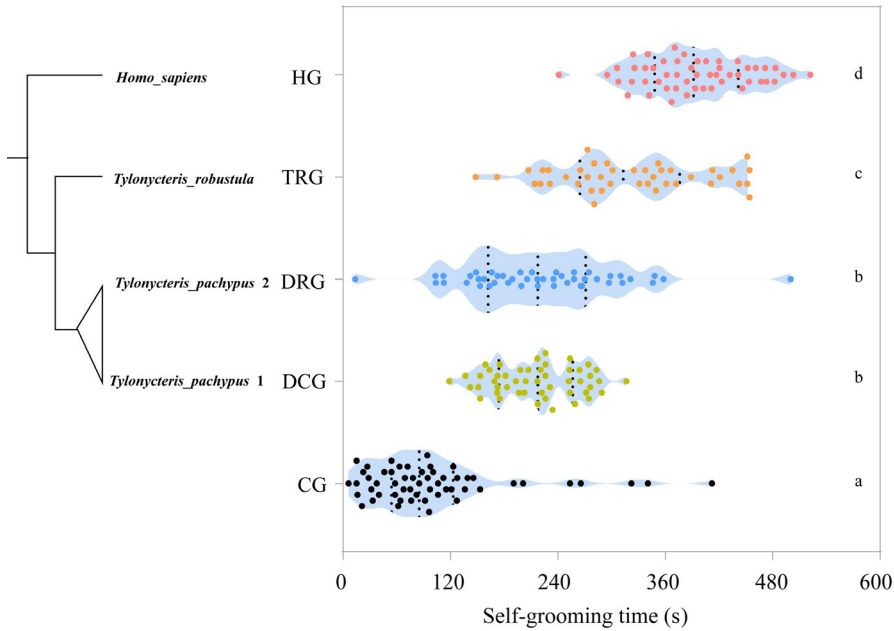 Homo_sapiens HG d
Tylonycteris_robustula TRG c
Tylonycteris_pachypus 2 DRG b
Tylonycteris_pachypus 1 DCG b
CG a
0 120 240 360 480 600
Self-grooming time (s)